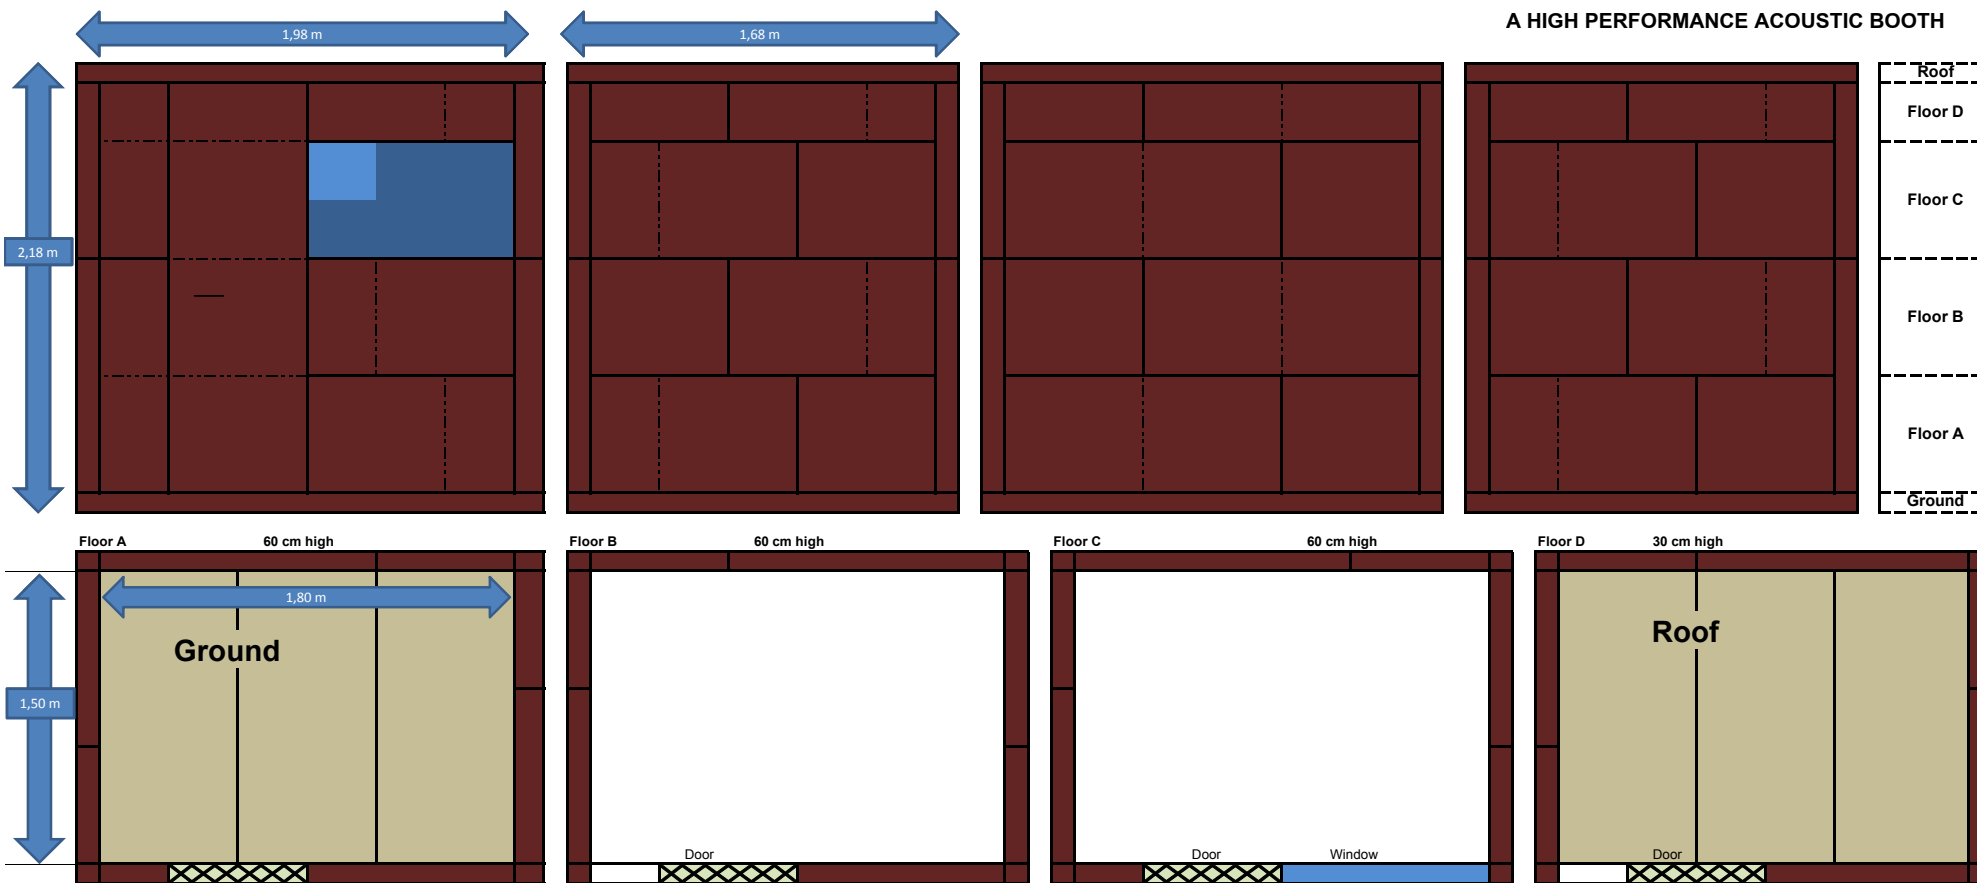 A HIGH PERFORMANCE ACOUSTIC BOOTH
1,98 m
1,68 m
Roof
Floor D
Floor C
2,18 m
Floor B
Floor A
Ground
Floor A 60 cm high
Floor B 60 cm high
Floor C 60 cm high
Floor D 30 cm high
1,80 m
Ground
Roof
1,50 m
Door
Door Window
Door